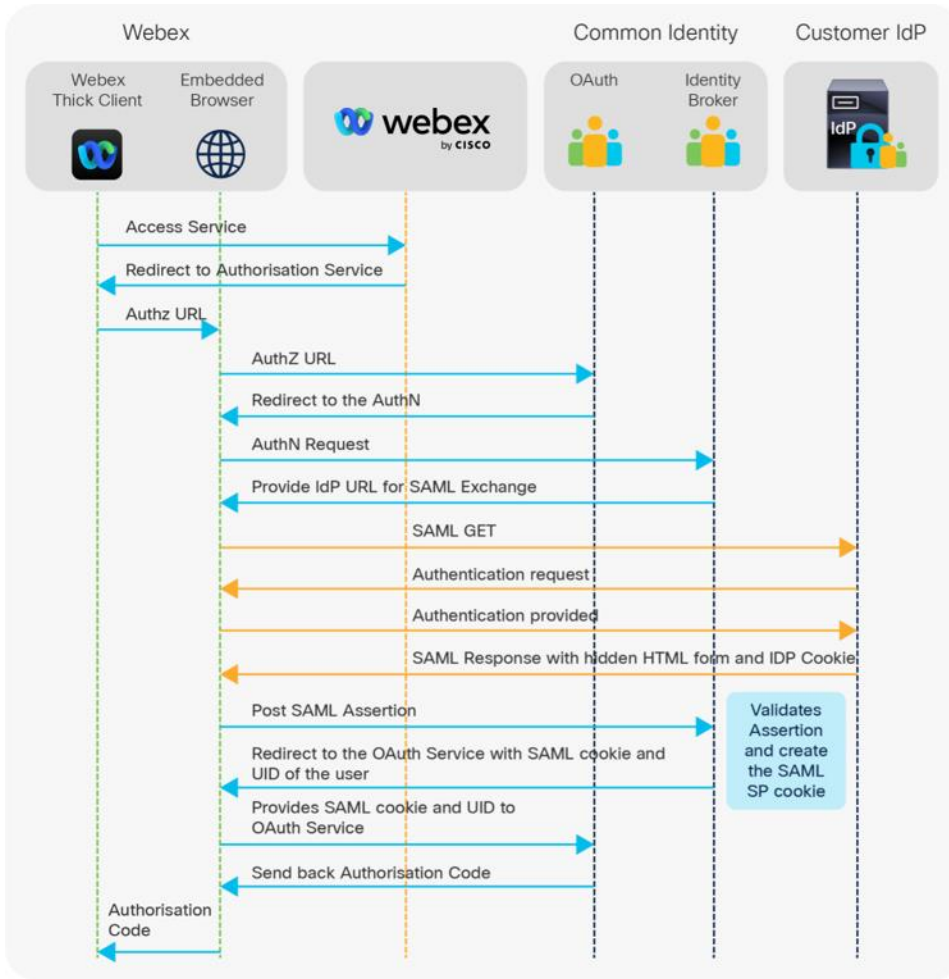 Webex
Common Identity
Customer IdP
Webex
Thick Client
Embedded
Browser
webex
by CISCO
OAuth
Identity
Broker
IdP
Access Service
Redirect to Authorisation Service
Authz URL
AuthZ URL
Redirect to the AuthN
AuthN Request
Provide IdP URL for SAML Exchange
SAML GET
Authentication request
Authentication provided
SAML Response with hidden HTML form and IDP Cookie
Post SAML Assertion
Validates
Assertion
and create
the SAML
SP cookie
Redirect to the OAuth Service with SAML cookie and
UID of the user
Provides SAML cookie and UID to
OAuth Service
Send back Authorisation Code
Authorisation
Code